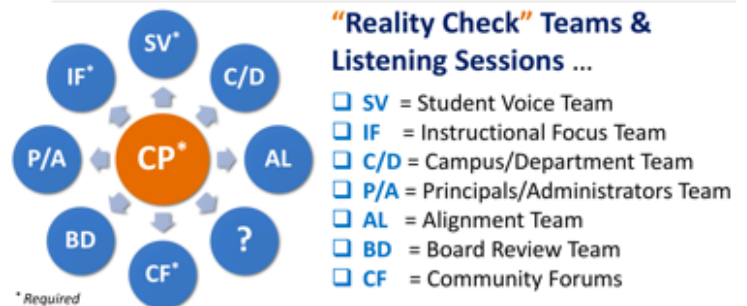 SV*
IF*
C/D
P/A
CP*
AL
BD
?
CF*
* Required
"Reality Check" Teams &
Listening Sessions ...
❑ SV = Student Voice Team
❑ IF = Instructional Focus Team
❑ C/D = Campus/Department Team
❑ P/A = Principals/Administrators Team
❑ AL = Alignment Team
❑ BD = Board Review Team
❑ CF = Community Forums